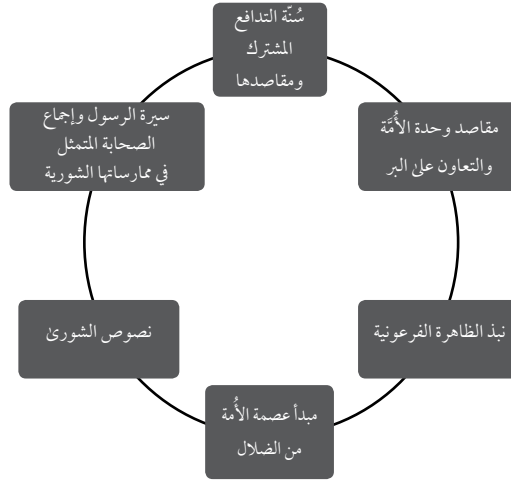 سُنّة التدافع
المشترك
ومقاصدها
مقاصد وحدة الأُمَّة
والتعاون علىٰ البر
نبذ الظاهرة الفرعونية
مبدأ عصمة الأُمة
من الضلال
نصوص الشورىٰ
سيرة الرسول وإجماع
الصحابة المتمثل
في ممارساتها الشورية